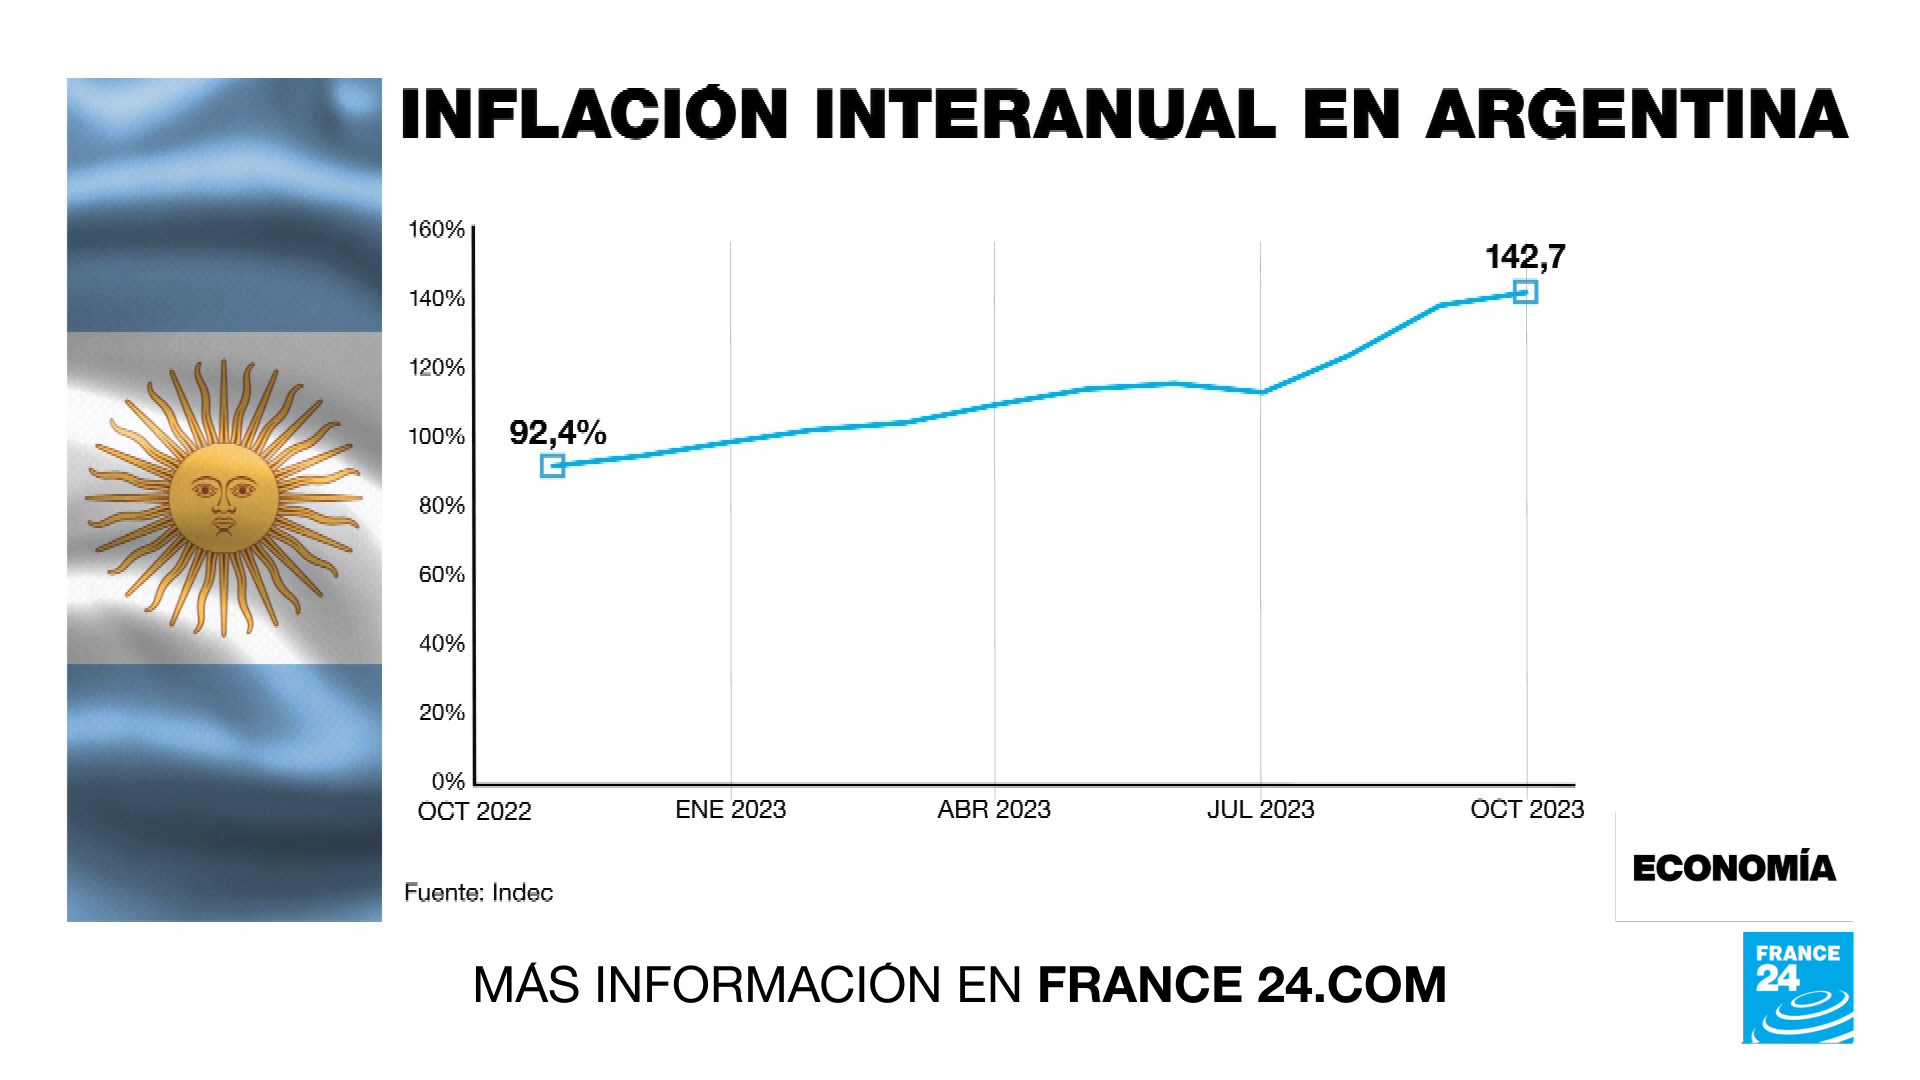 INFLACIÓN INTERANUAL EN ARGENTINA
160%
140%
120%
100%
80%
60%
40%
20%
0%
92,4%
142,7
OCT 2022
ENE 2023
ABR 2023
JUL 2023
OCT 2023
Fuente: Indec
ECONOMÍA
MÁS INFORMACIÓN EN FRANCE 24.COM
FRANCE
24